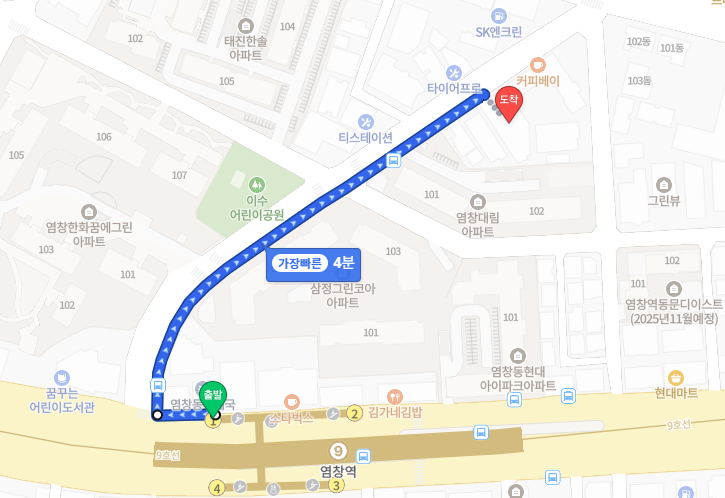 104
SK엔크린
102
태진한솔
아파트
102동
101동
커피베이
105
타이어프로
103동
도착
106
티스테이션
105
107
이수
어린이공원
101
그린뷰
염창대림
아파트
102
염창한화꿈에그린
아파트
103
101
가장빠른 4분
103
102
삼정그린코아
아파트
101
염창역동문디이스트
(2025년11월예정)
102
101
101
염창동현대
아이파크아파트
꿈꾸는
어린이도서관
출발
현대마트
김가네김밥
1
2
9호선
9
9호선
염창역
4
3